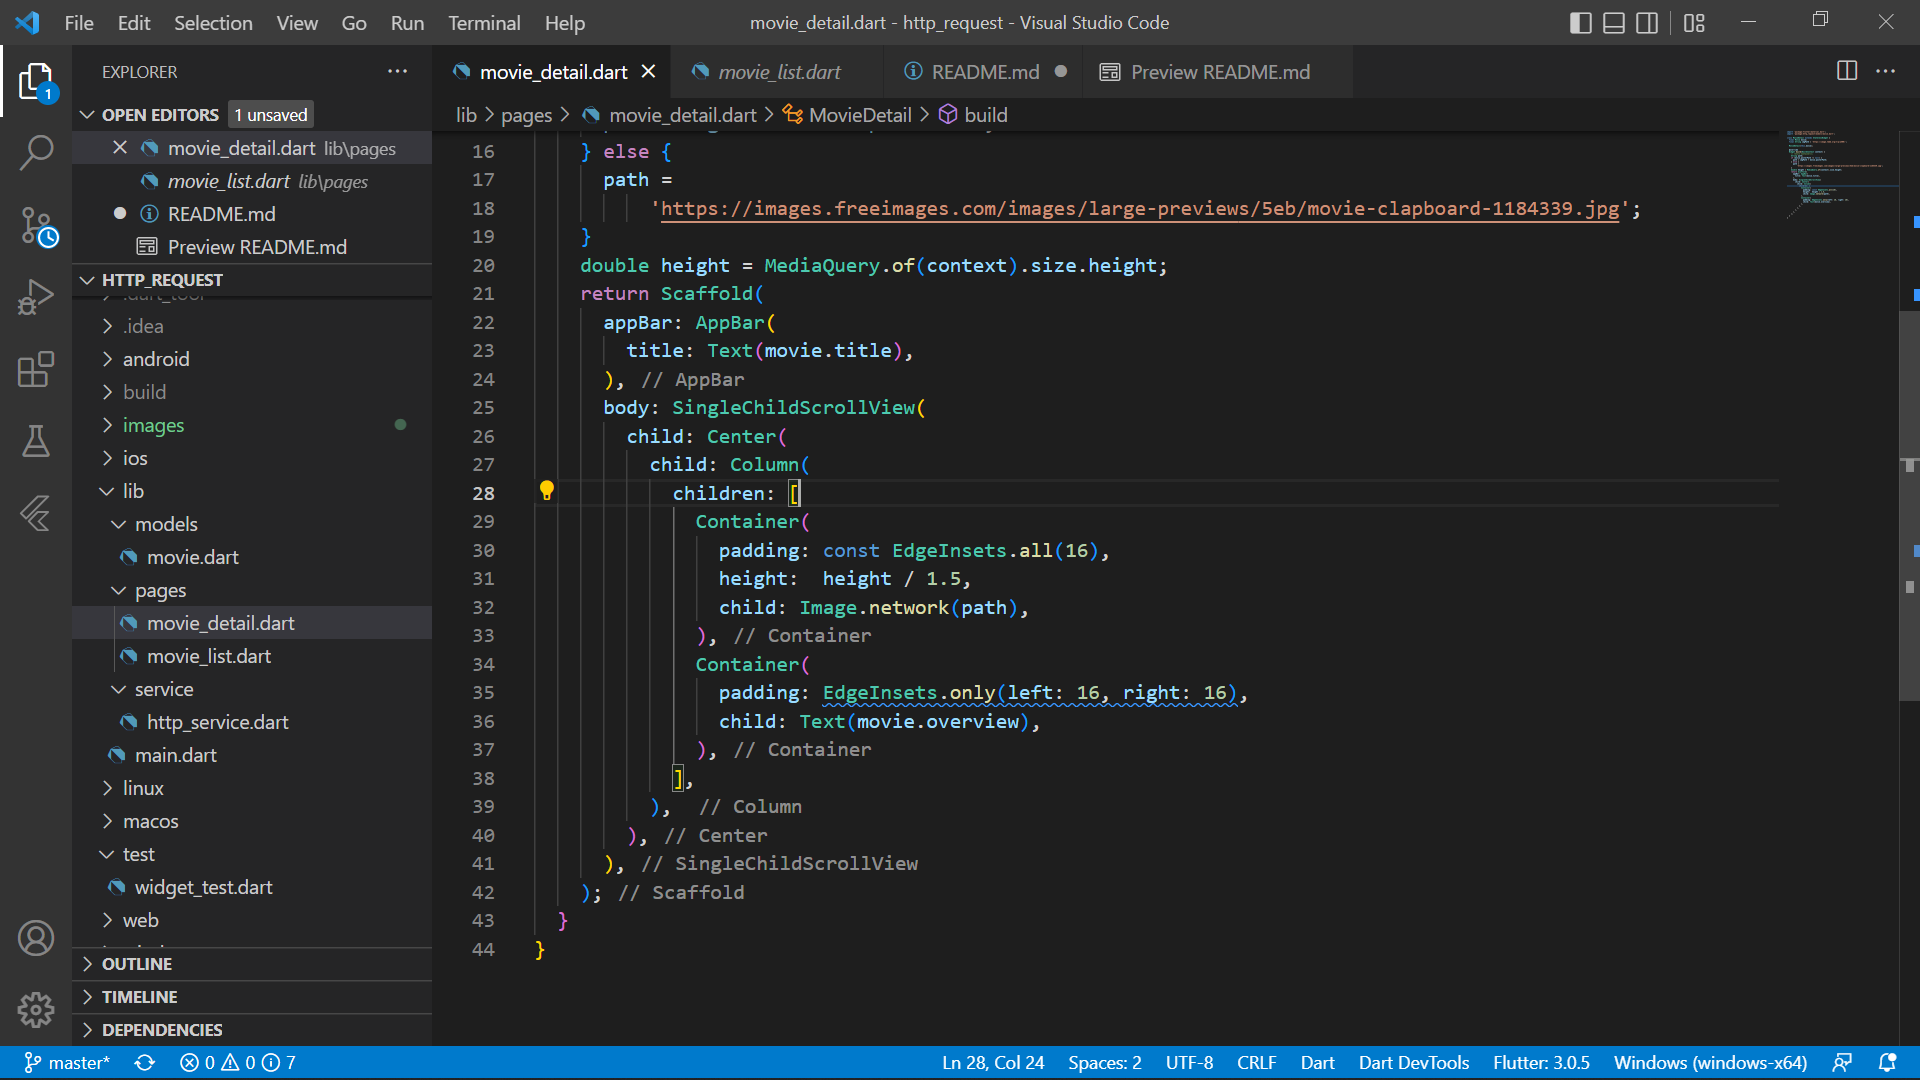 File Edit Selection View Go Run Terminal Help
movie_detail.dart - http_request - Visual Studio Code
EXPLORER
OPEN EDITORS 1 unsaved
movie_detail.dart lib\pages
movie_list.dart lib\pages
README.md
Preview README.md
HTTP_REQUEST
.dart_tool
.idea
android
build
images
ios
lib
models
movie.dart
pages
movie_detail.dart
movie_list.dart
service
http_service.dart
main.dart
linux
macos
test
widget_test.dart
web
OUTLINE
TIMELINE
DEPENDENCIES
1
movie_detail.dart movie_list.dart README.md Preview README.md
lib > pages > movie_detail.dart > MovieDetail > build
16 } else {
17 path =
18 'https://images.freeimages.com/images/large-previews/5eb/movie-clapboard-1184339.jpg';
19 }
20 double height = MediaQuery.of(context).size.height;
21 return Scaffold(
22 appBar: AppBar(
23 title: Text(movie.title),
24 ), // AppBar
25 body: SingleChildScrollView(
26 child: Center(
27 child: Column(
28 children: [
29 Container(
30 padding: const EdgeInsets.all(16),
31 height:  height / 1.5,
32 child: Image.network(path),
33 ), // Container
34 Container(
35 padding: EdgeInsets.only(left: 16, right: 16),
36 child: Text(movie.overview),
37 ), // Container
38 ],
39 ),  // Column
40 ), // Center
41 ), // SingleChildScrollView
42 ); // Scaffold
43 }
44 }
master* 0 0 7 Ln 28, Col 24 Spaces: 2 UTF-8 CRLF Dart Dart DevTools Flutter: 3.0.5 Windows (windows-x64)